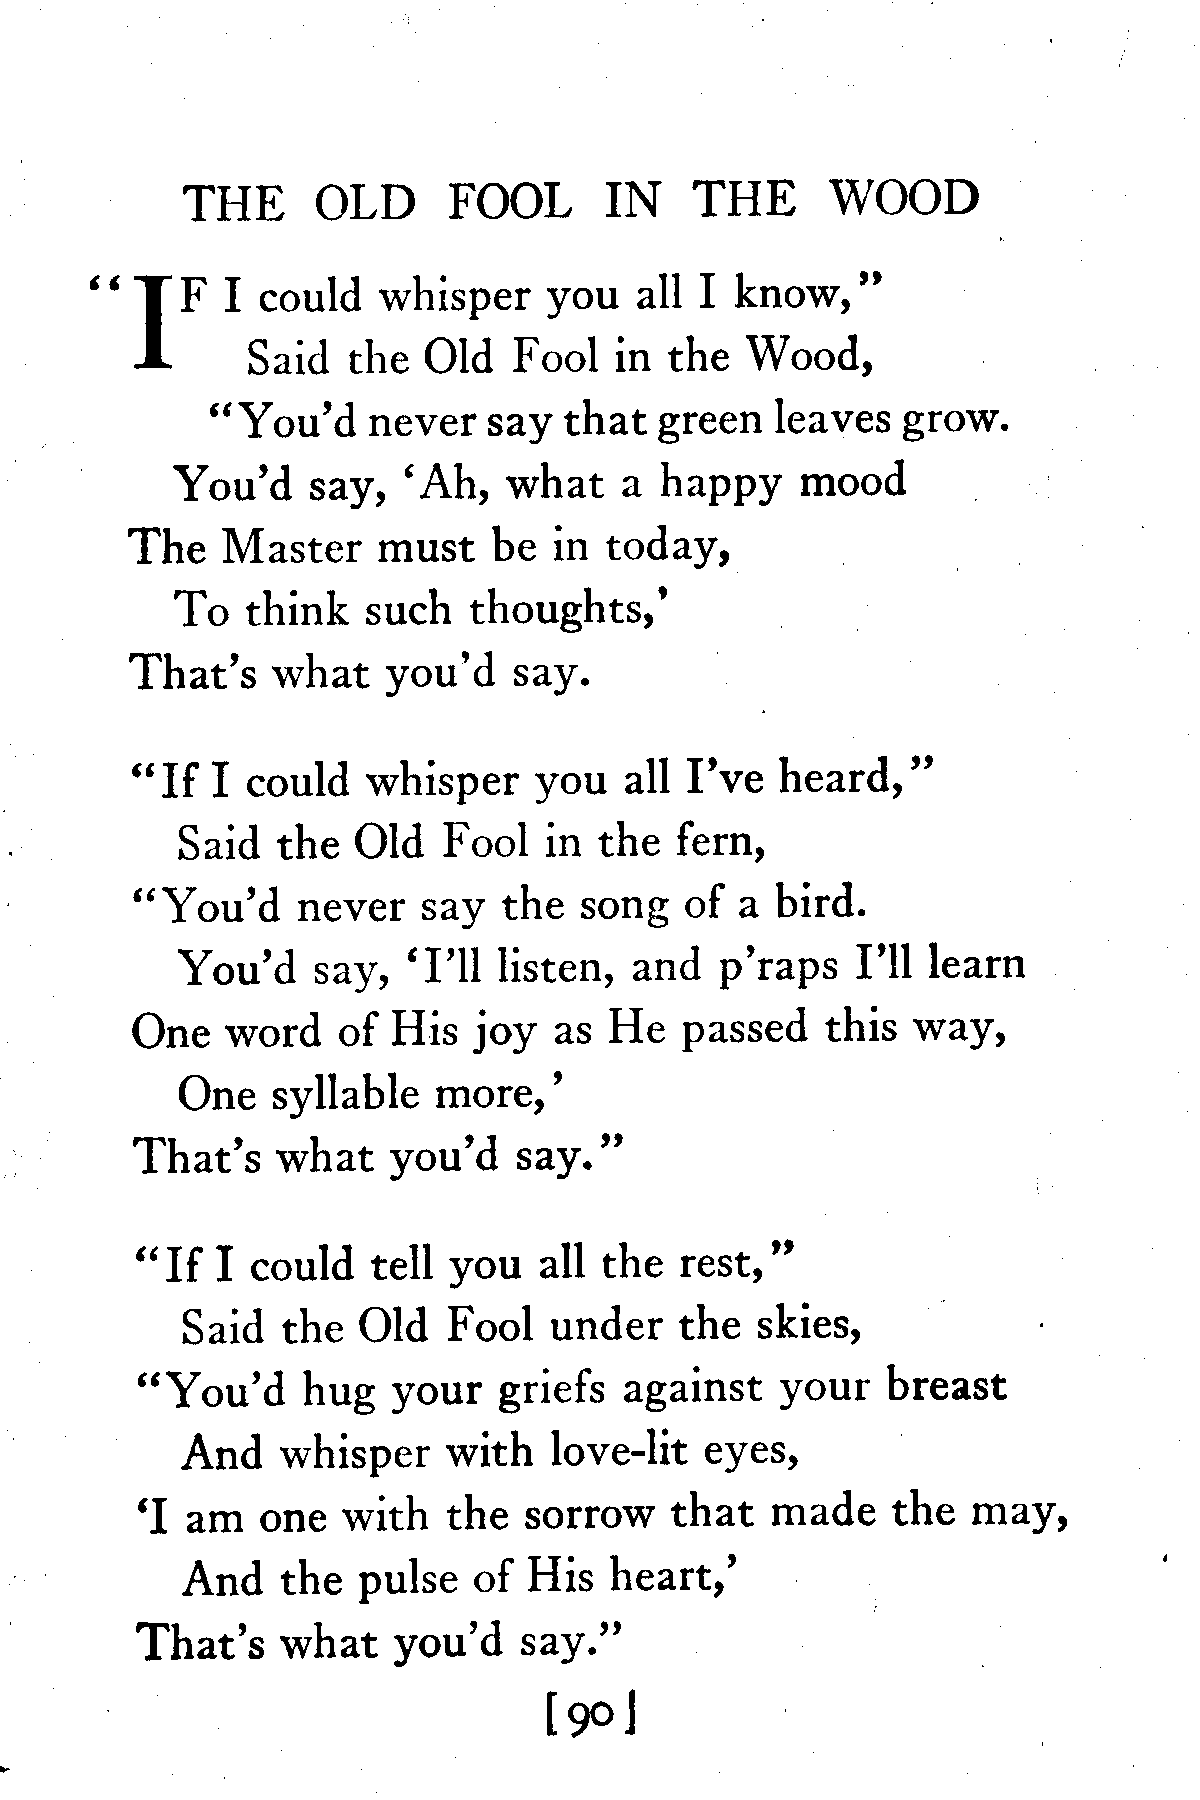 THE OLD FOOL IN THE WOOD
“IF I could whisper you all I know,”
Said the Old Fool in the Wood,
“You’d never say that green leaves grow.
You’d say, ‘Ah, what a happy mood
The Master must be in today,
To think such thoughts,’
That’s what you’d say.
“If I could whisper you all I’ve heard,”
Said the Old Fool in the fern,
“You’d never say the song of a bird.
You’d say, ‘I’ll listen, and p’raps I’ll learn
One word of His joy as He passed this way,
One syllable more,’
That’s what you’d say.”
“If I could tell you all the rest,”
Said the Old Fool under the skies,
“You’d hug your griefs against your breast
And whisper with love-lit eyes,
‘I am one with the sorrow that made the may,
And the pulse of His heart,’
That’s what you’d say.”
[90]